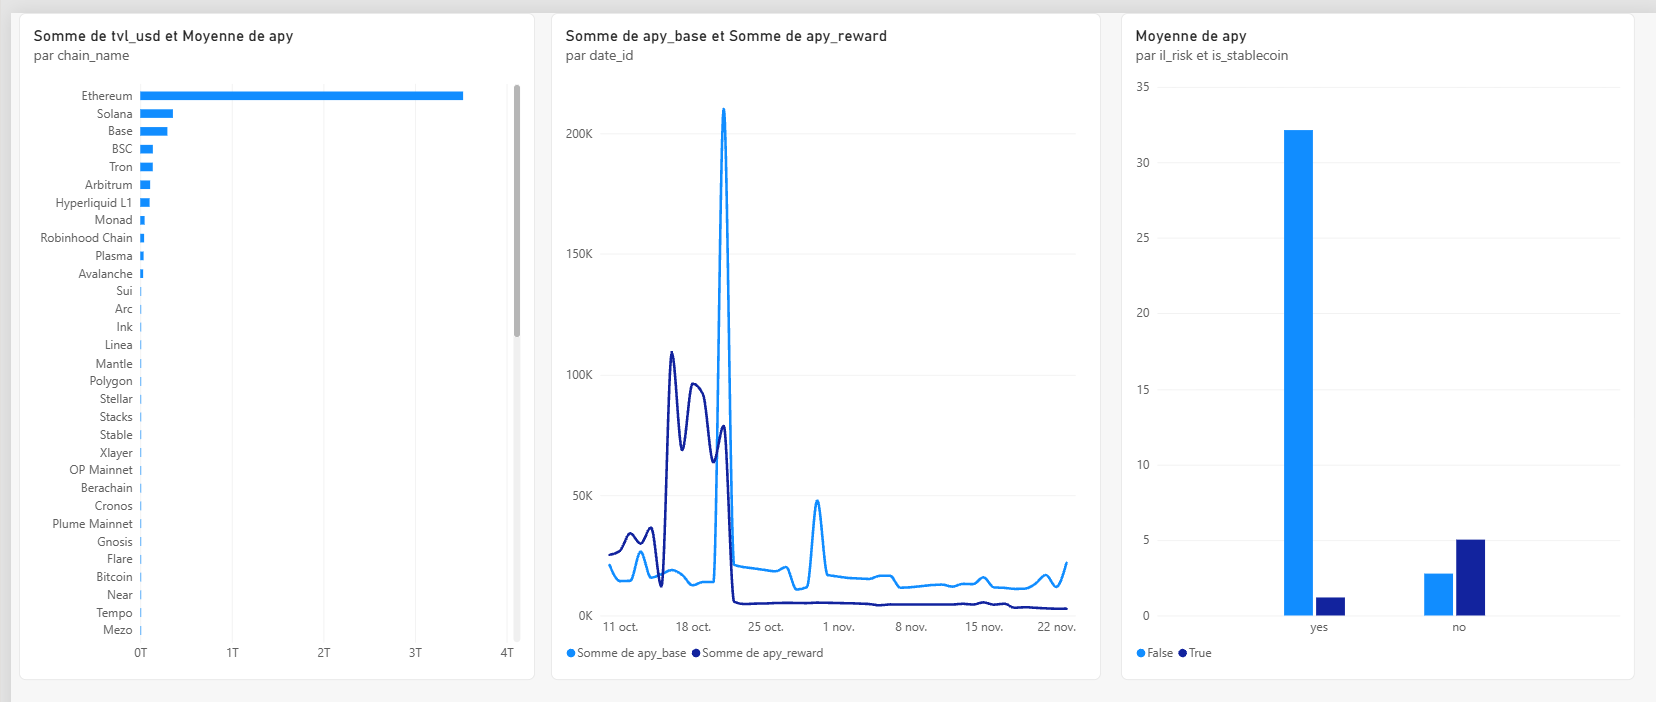 Somme de tvl_usd et Moyenne de apy
par chain_name
Ethereum
Solana
Base
BSC
Tron
Arbitrum
Hyperliquid L1
Monad
Robinhood Chain
Plasma
Avalanche
Sui
Arc
Ink
Linea
Mantle
Polygon
Stellar
Stacks
Stable
Xlayer
OP Mainnet
Berachain
Cronos
Plume Mainnet
Gnosis
Flare
Bitcoin
Near
Tempo
Mezo
0T 1T 2T 3T 4T
Somme de apy_base et Somme de apy_reward
par date_id
200K
150K
100K
50K
0K
11 oct. 18 oct. 25 oct. 1 nov. 8 nov. 15 nov. 22 nov.
Somme de apy_base Somme de apy_reward
Moyenne de apy
par il_risk et is_stablecoin
35
30
25
20
15
10
5
0
yes no
False True